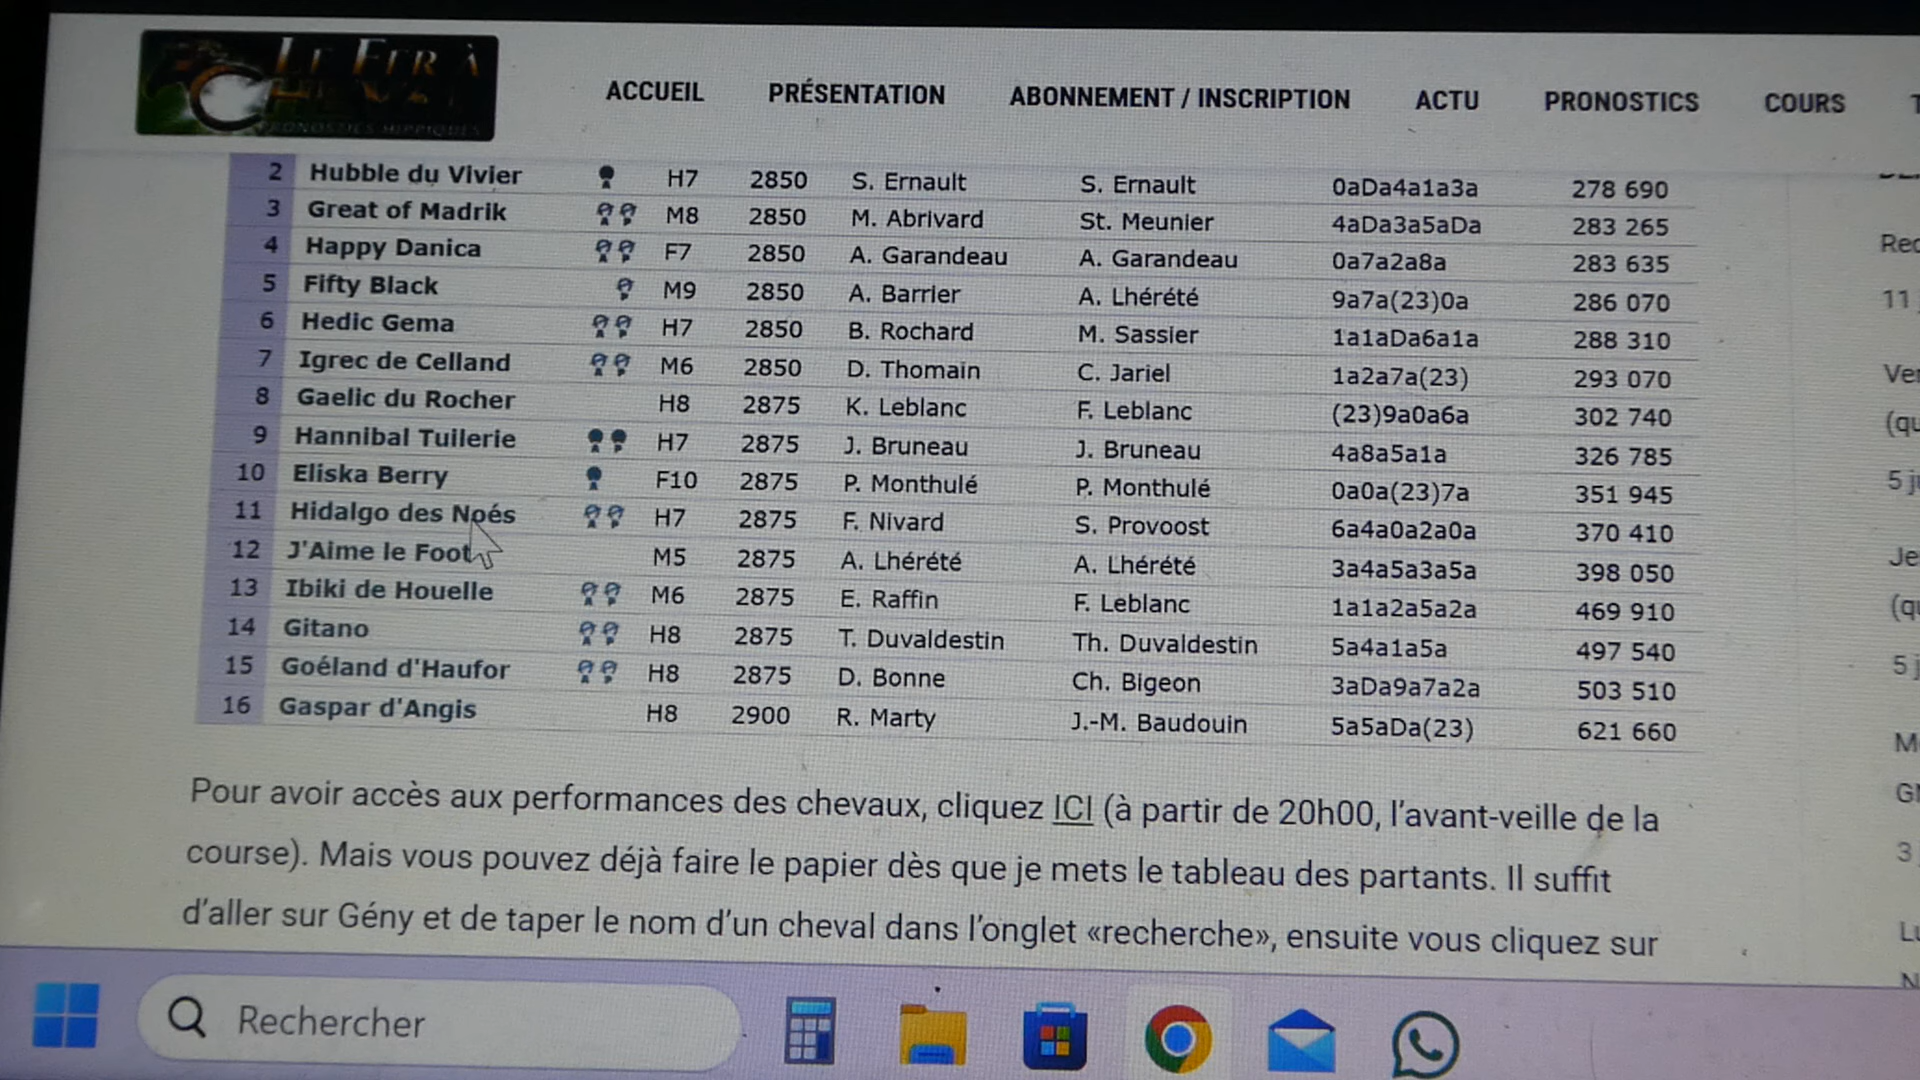 LE FER À
CHEVAL
PRONOSTICS HIPPIQUES
ACCUEIL PRÉSENTATION ABONNEMENT / INSCRIPTION ACTU PRONOSTICS COURS
2 Hubble du Vivier H7 2850 S. Ernault S. Ernault 0aDa4a1a3a 278 690
3 Great of Madrik M8 2850 M. Abrivard St. Meunier 4aDa3a5aDa 283 265
4 Happy Danica F7 2850 A. Garandeau A. Garandeau 0a7a2a8a 283 635
5 Fifty Black M9 2850 A. Barrier A. Lhérété 9a7a(23)0a 286 070
6 Hedic Gema H7 2850 B. Rochard M. Sassier 1a1aDa6a1a 288 310
7 Igrec de Celland M6 2850 D. Thomain C. Jariel 1a2a7a(23) 293 070
8 Gaelic du Rocher H8 2875 K. Leblanc F. Leblanc (23)9a0a6a 302 740
9 Hannibal Tuilerie H7 2875 J. Bruneau J. Bruneau 4a8a5a1a 326 785
10 Eliska Berry F10 2875 P. Monthulé P. Monthulé 0a0a(23)7a 351 945
11 Hidalgo des Noés H7 2875 F. Nivard S. Provoost 6a4a0a2a0a 370 410
12 J'Aime le Foot M5 2875 A. Lhérété A. Lhérété 3a4a5a3a5a 398 050
13 Ibiki de Houelle M6 2875 E. Raffin F. Leblanc 1a1a2a5a2a 469 910
14 Gitano H8 2875 T. Duvaldestin Th. Duvaldestin 5a4a1a5a 497 540
15 Goéland d'Haufor H8 2875 D. Bonne Ch. Bigeon 3aDa9a7a2a 503 510
16 Gaspar d'Angis H8 2900 R. Marty J.-M. Baudouin 5a5aDa(23) 621 660
Pour avoir accès aux performances des chevaux, cliquez ICI (à partir de 20h00, l'avant-veille de la
course). Mais vous pouvez déjà faire le papier dès que je mets le tableau des partants. Il suffit
d'aller sur Gény et de taper le nom d'un cheval dans l'onglet «recherche», ensuite vous cliquez sur
11
3
Rechercher